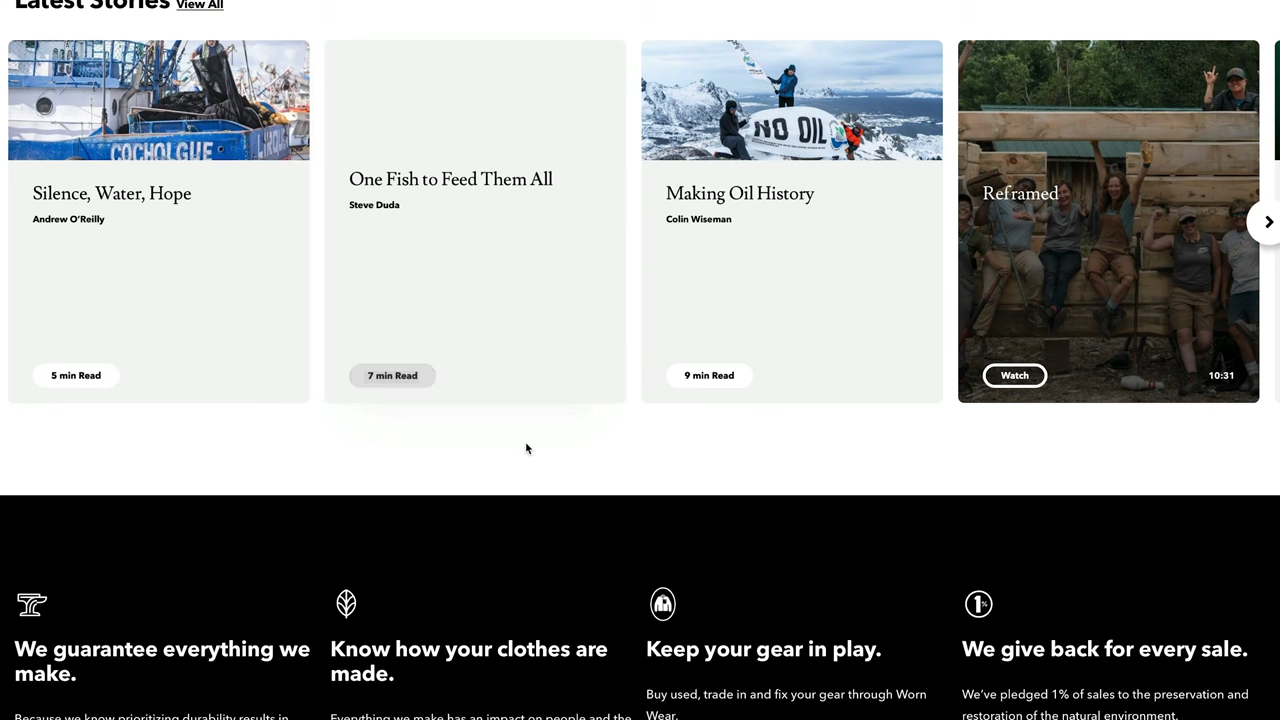 Latest Stories View All
COCHOLGUE
Silence, Water, Hope
Andrew O'Reilly
5 min Read
One Fish to Feed Them All
Steve Duda
7 min Read
NO OIL
Making Oil History
Colin Wiseman
9 min Read
Reframed
Watch
10:31
1%
We guarantee everything we
make.
Because we know prioritizing durability results in
Know how your clothes are
made.
Everything we make has an impact on people and the
Keep your gear in play.
Buy used, trade in and fix your gear through Worn
Wear.
We give back for every sale.
We've pledged 1% of sales to the preservation and
restoration of the natural environment.